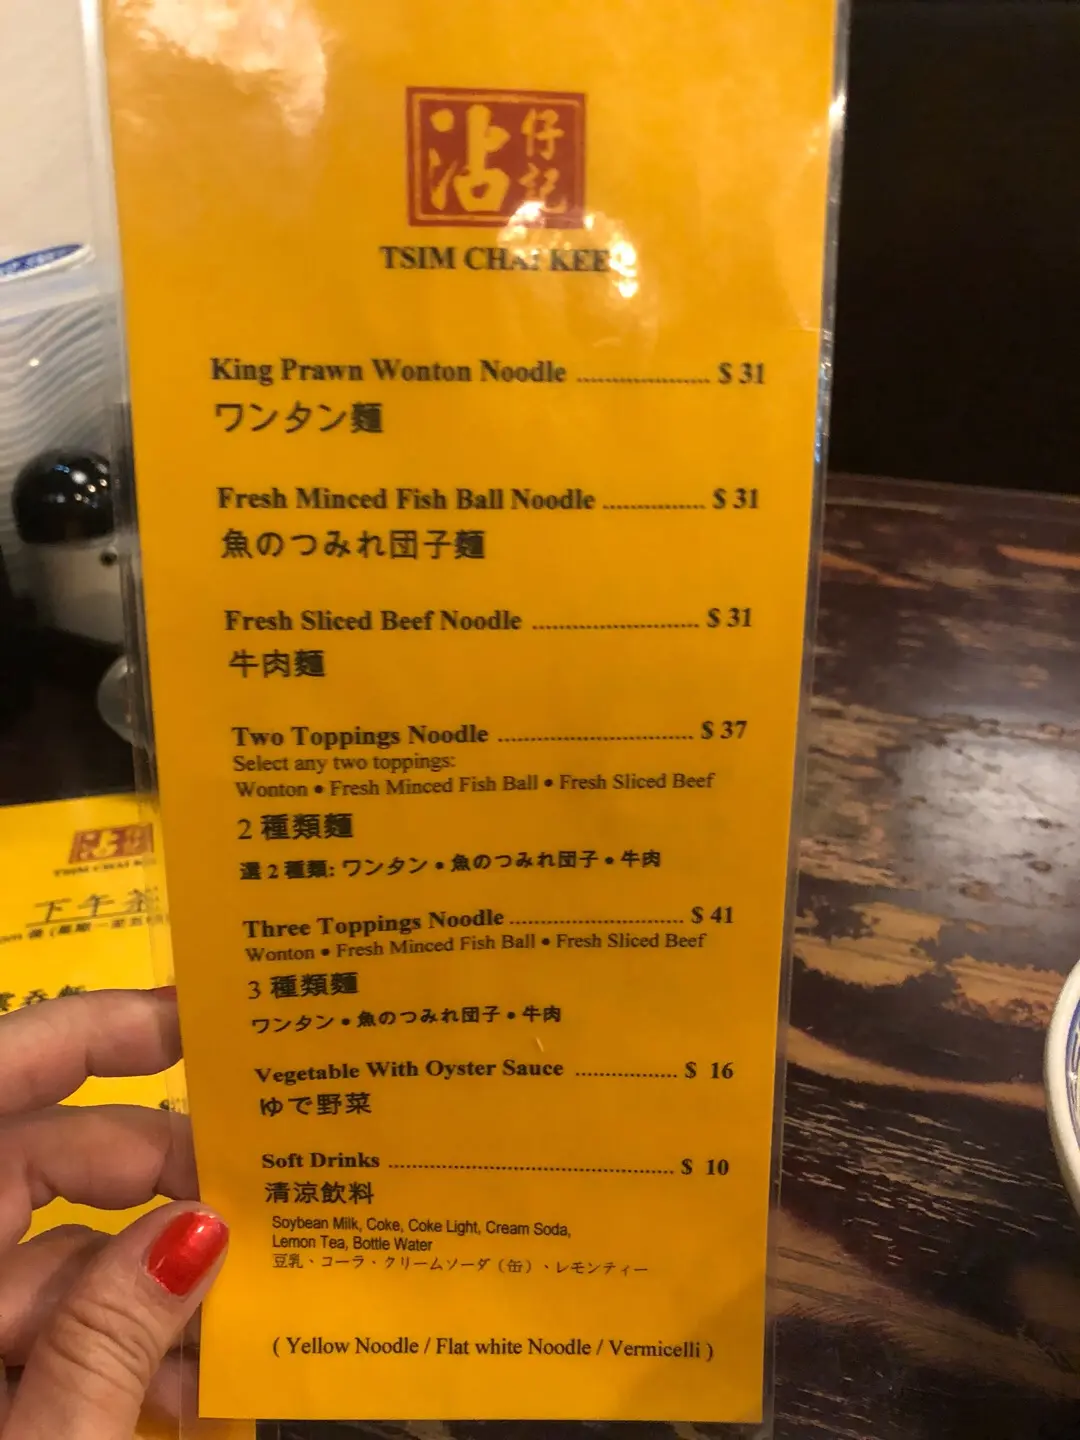 沾仔記
TSIM CHAI KEE
King Prawn Wonton Noodle .................... $ 31
ワンタン麵
Fresh Minced Fish Ball Noodle ............... $ 31
魚のつみれ団子麵
Fresh Sliced Beef Noodle ......................... $ 31
牛肉麵
Two Toppings Noodle ............................. $ 37
Select any two toppings:
Wonton ● Fresh Minced Fish Ball ● Fresh Sliced Beef
2 種類麵
選 2 種類: ワンタン ● 魚のつみれ団子 ● 牛肉
Three Toppings Noodle .......................... $ 41
Wonton ● Fresh Minced Fish Ball ● Fresh Sliced Beef
3 種類麵
ワンタン ● 魚のつみれ団子 ● 牛肉
Vegetable With Oyster Sauce ................. $ 16
ゆで野菜
Soft Drinks ............................................... $ 10
清涼飲料
Soybean Milk, Coke, Coke Light, Cream Soda,
Lemon Tea, Bottle Water
豆乳、コーラ・クリームソーダ（缶）、レモンティー
( Yellow Noodle / Flat white Noodle / Vermicelli )
TSIM CHAI
下午茶